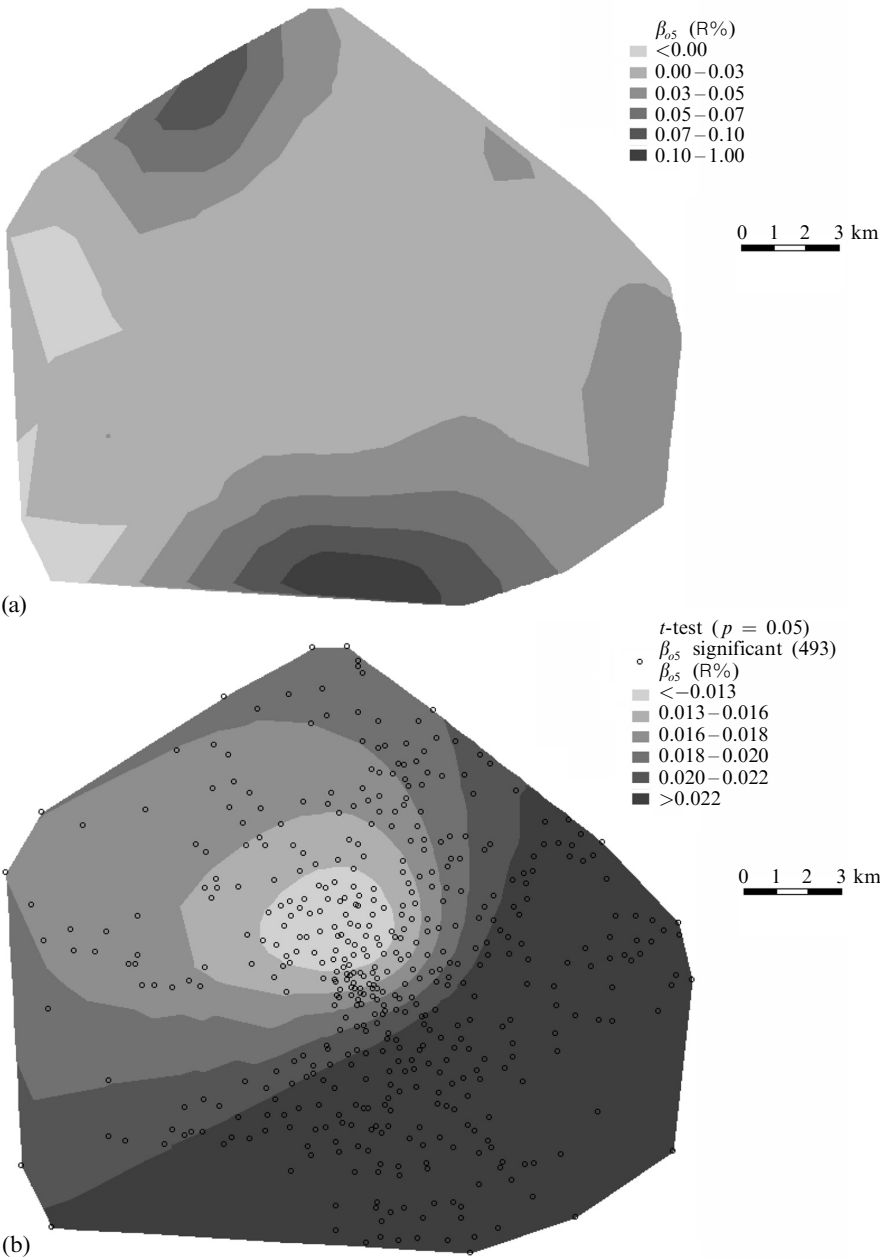 β₀₅ (R%)
<0.00
0.00–0.03
0.03–0.05
0.05–0.07
0.07–0.10
0.10–1.00
0 1 2 3 km
(a)
t-test (p = 0.05)
β₀₅ significant (493)
β₀₅ (R%)
<−0.013
0.013–0.016
0.016–0.018
0.018–0.020
0.020–0.022
>0.022
0 1 2 3 km
(b)